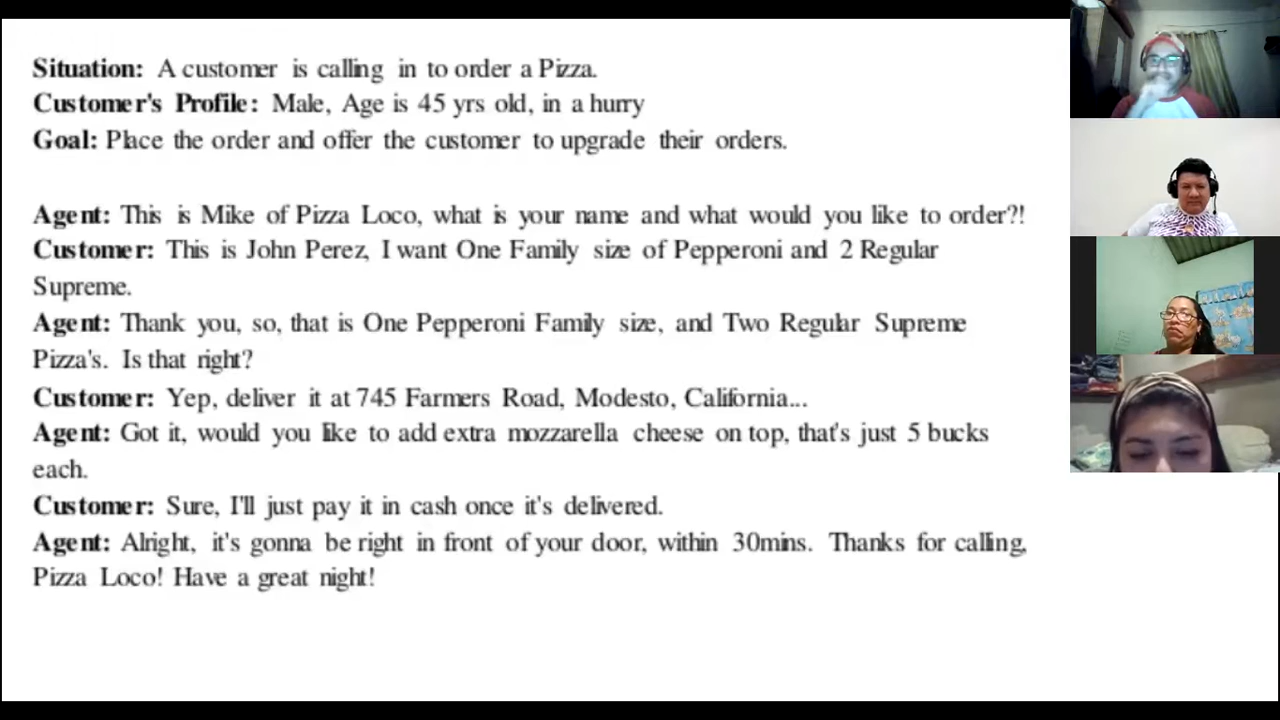 Situation: A customer is calling in to order a Pizza.
Customer's Profile: Male, Age is 45 yrs old, in a hurry
Goal: Place the order and offer the customer to upgrade their orders.
Agent: This is Mike of Pizza Loco, what is your name and what would you like to order?!
Customer: This is John Perez, I want One Family size of Pepperoni and 2 Regular
Supreme.
Agent: Thank you, so, that is One Pepperoni Family size, and Two Regular Supreme
Pizza's. Is that right?
Customer: Yep, deliver it at 745 Farmers Road, Modesto, California...
Agent: Got it, would you like to add extra mozzarella cheese on top, that's just 5 bucks
each.
Customer: Sure, I'll just pay it in cash once it's delivered.
Agent: Alright, it's gonna be right in front of your door, within 30mins. Thanks for calling,
Pizza Loco! Have a great night!